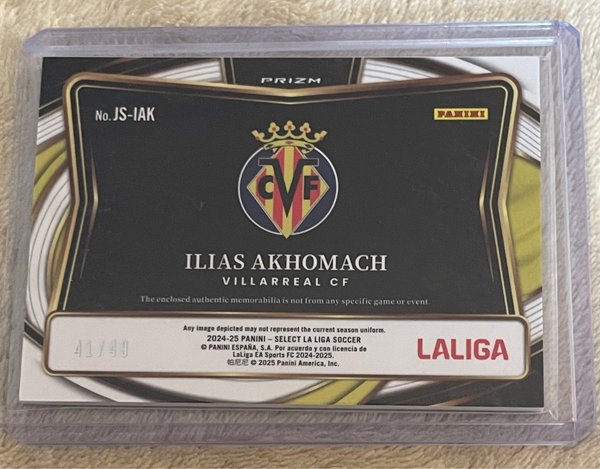 PRIZM
No. JS-IAK
PANINI
CVF
ILIAS AKHOMACH
VILLARREAL CF
The enclosed authentic memorabilia is not from any specific game or event.
Any image depicted may not represent the current season uniform.
2024-25 PANINI – SELECT LA LIGA SOCCER
© PANINI ESPAÑA, S.A. Por acuerdo y con licencia de
LaLiga EA Sports FC 2024-2025.
帕尼尼 © 2025 Panini America, Inc.
LALIGA